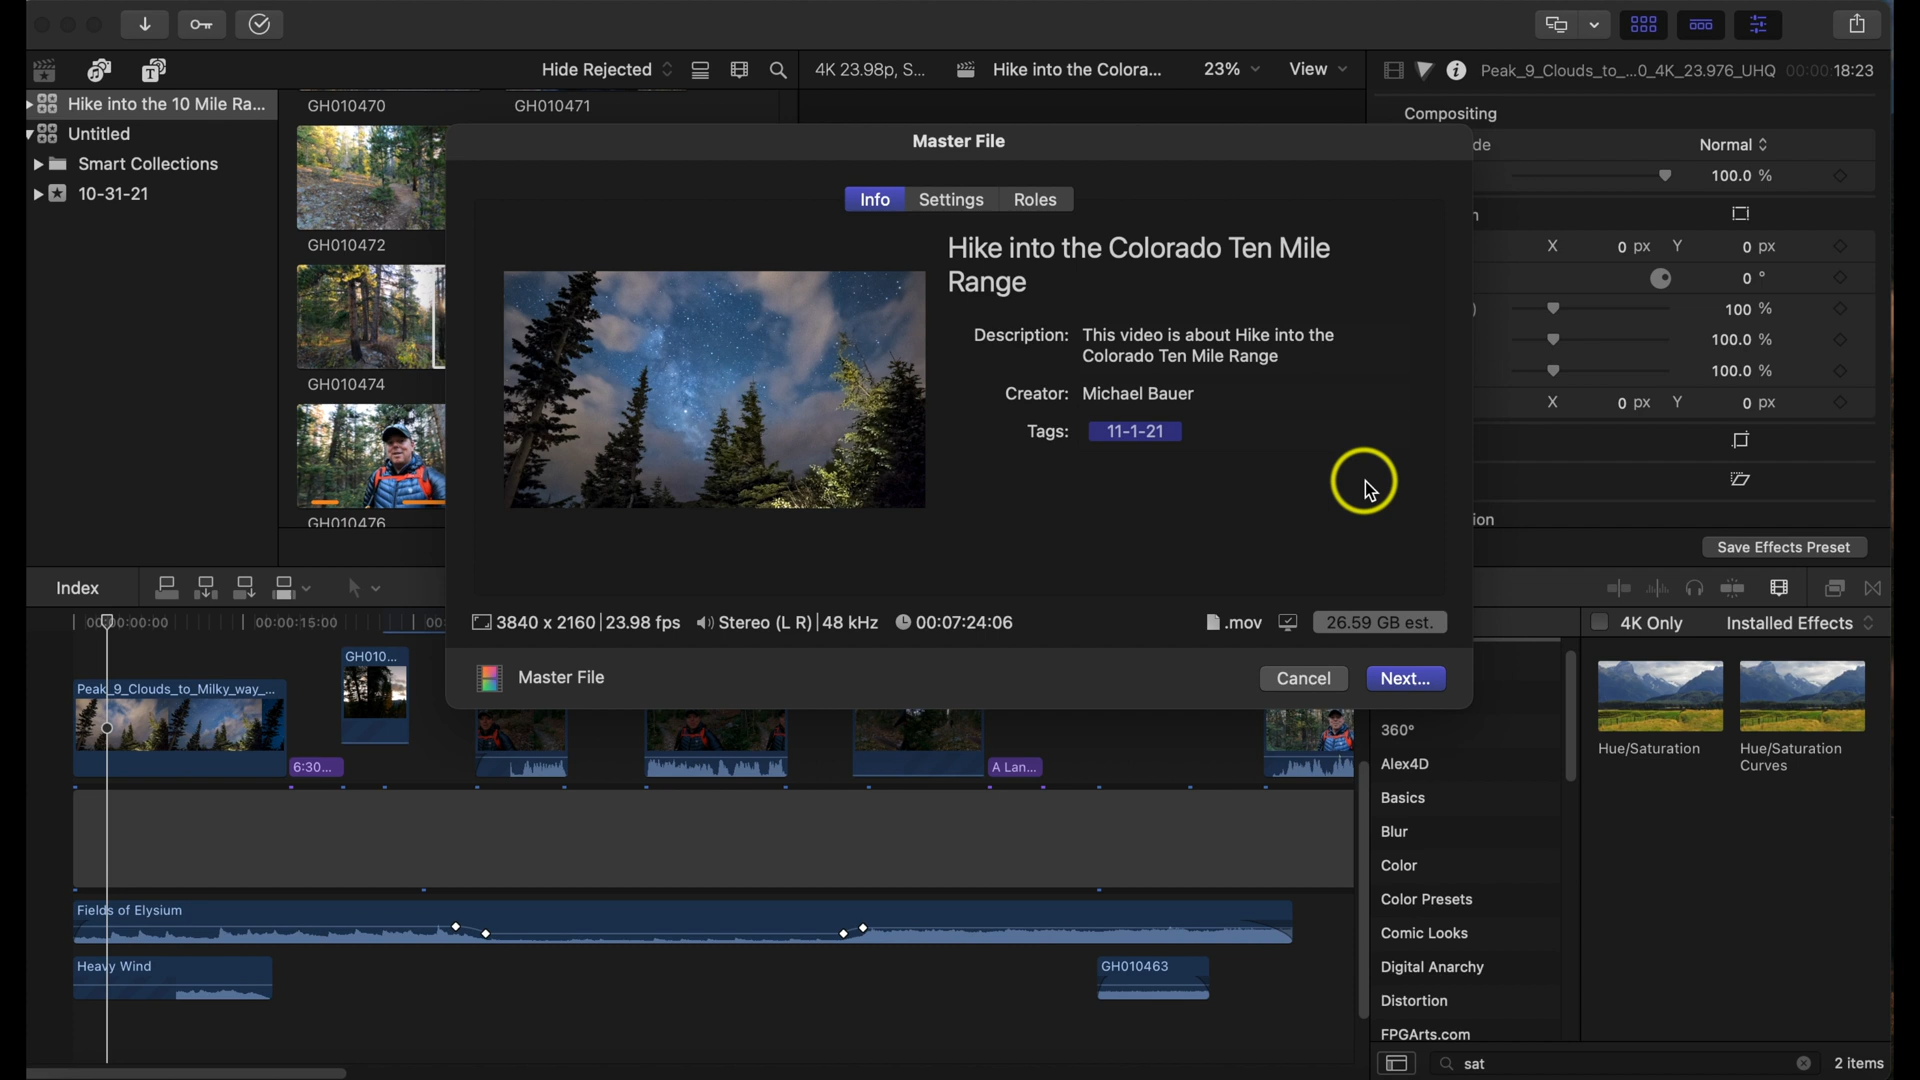 Hide Rejected
4K 23.98p, S...
Hike into the Colora...
23%
View
Peak_9_Clouds_to_...0_4K_23.976_UHQ
00:00:18:23
Hike into the 10 Mile Ra...
Untitled
Smart Collections
10-31-21
GH010470
GH010471
GH010472
GH010474
GH010476
Compositing
de
Normal
100.0 %
n
X 0 px Y 0 px
0 °
100 %
100.0 %
100.0 %
X 0 px Y 0 px
ion
Save Effects Preset
Master File
Info
Settings
Roles
Hike into the Colorado Ten Mile
Range
Description: This video is about Hike into the
Colorado Ten Mile Range
Creator: Michael Bauer
Tags: 11-1-21
3840 x 2160 | 23.98 fps
Stereo (L R) | 48 kHz
00:07:24:06
.mov
26.59 GB est.
Master File
Cancel
Next...
Index
00:00:00:00
00:00:15:00
GH010...
Peak_9_Clouds_to_Milky_way_...
6:30...
A Lan...
Fields of Elysium
Heavy Wind
GH010463
4K Only
Installed Effects
360°
Alex4D
Basics
Blur
Color
Color Presets
Comic Looks
Digital Anarchy
Distortion
FPGArts.com
Hue/Saturation
Hue/Saturation
Curves
sat
2 items